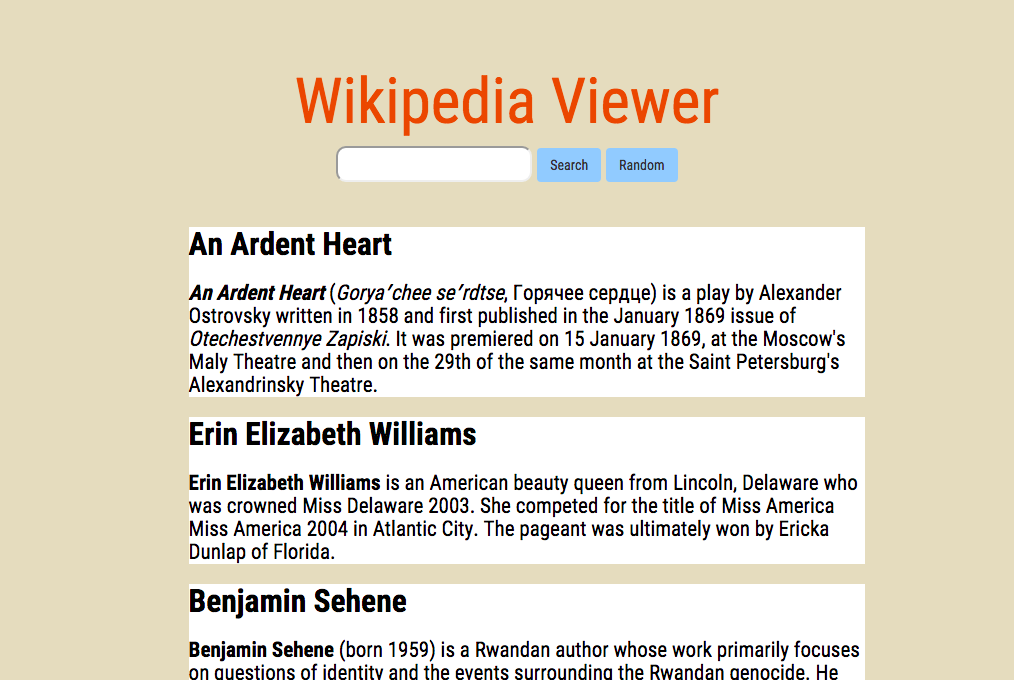 Wikipedia Viewer
Search Random
An Ardent Heart
An Ardent Heart (Gorya′chee se′rdtse, Горячее сердце) is a play by Alexander
Ostrovsky written in 1858 and first published in the January 1869 issue of
Otechestvennye Zapiski. It was premiered on 15 January 1869, at the Moscow's
Maly Theatre and then on the 29th of the same month at the Saint Petersburg's
Alexandrinsky Theatre.
Erin Elizabeth Williams
Erin Elizabeth Williams is an American beauty queen from Lincoln, Delaware who
was crowned Miss Delaware 2003. She competed for the title of Miss America
Miss America 2004 in Atlantic City. The pageant was ultimately won by Ericka
Dunlap of Florida.
Benjamin Sehene
Benjamin Sehene (born 1959) is a Rwandan author whose work primarily focuses
on questions of identity and the events surrounding the Rwandan genocide. He